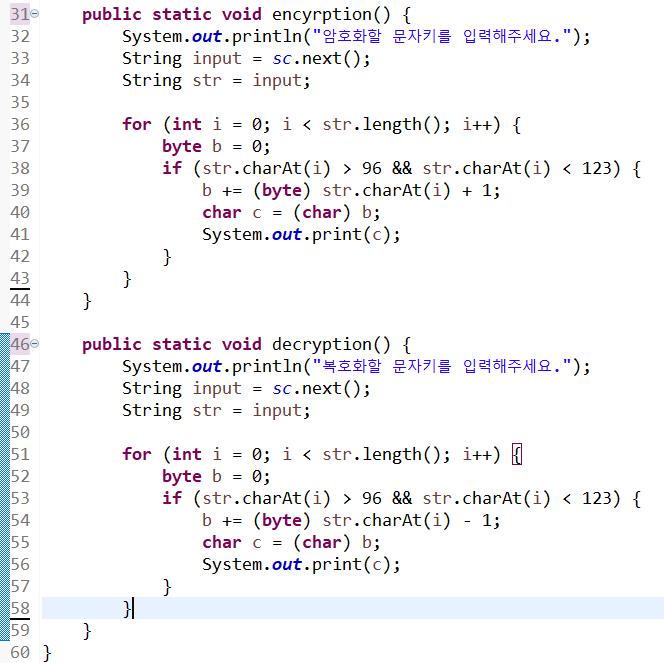 31 public static void encyrption() {
32 System.out.println("암호화할 문자키를 입력해주세요.");
33 String input = sc.next();
34 String str = input;
35
36 for (int i = 0; i < str.length(); i++) {
37 byte b = 0;
38 if (str.charAt(i) > 96 && str.charAt(i) < 123) {
39 b += (byte) str.charAt(i) + 1;
40 char c = (char) b;
41 System.out.print(c);
42 }
43 }
44 }
45
46 public static void decryption() {
47 System.out.println("복호화할 문자키를 입력해주세요.");
48 String input = sc.next();
49 String str = input;
50
51 for (int i = 0; i < str.length(); i++) {
52 byte b = 0;
53 if (str.charAt(i) > 96 && str.charAt(i) < 123) {
54 b += (byte) str.charAt(i) - 1;
55 char c = (char) b;
56 System.out.print(c);
57 }
58 }
59 }
60 }